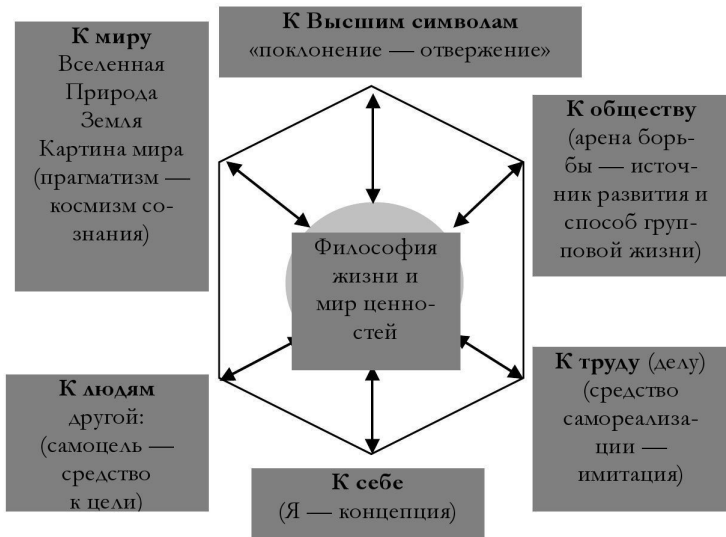 К Высшим символам
«поклонение — отвержение»
К миру
Вселенная
Природа
Земля
Картина мира
(прагматизм —
космизм со-
знания)
К обществу
(арена борь-
бы — источ-
ник развития и
способ груп-
повой жизни)
Философия
жизни и
мир ценно-
стей
К людям
другой:
(самоцель —
средство
к цели)
К труду (делу)
(средство
самореализа-
ции —
имитация)
К себе
(Я — концепция)